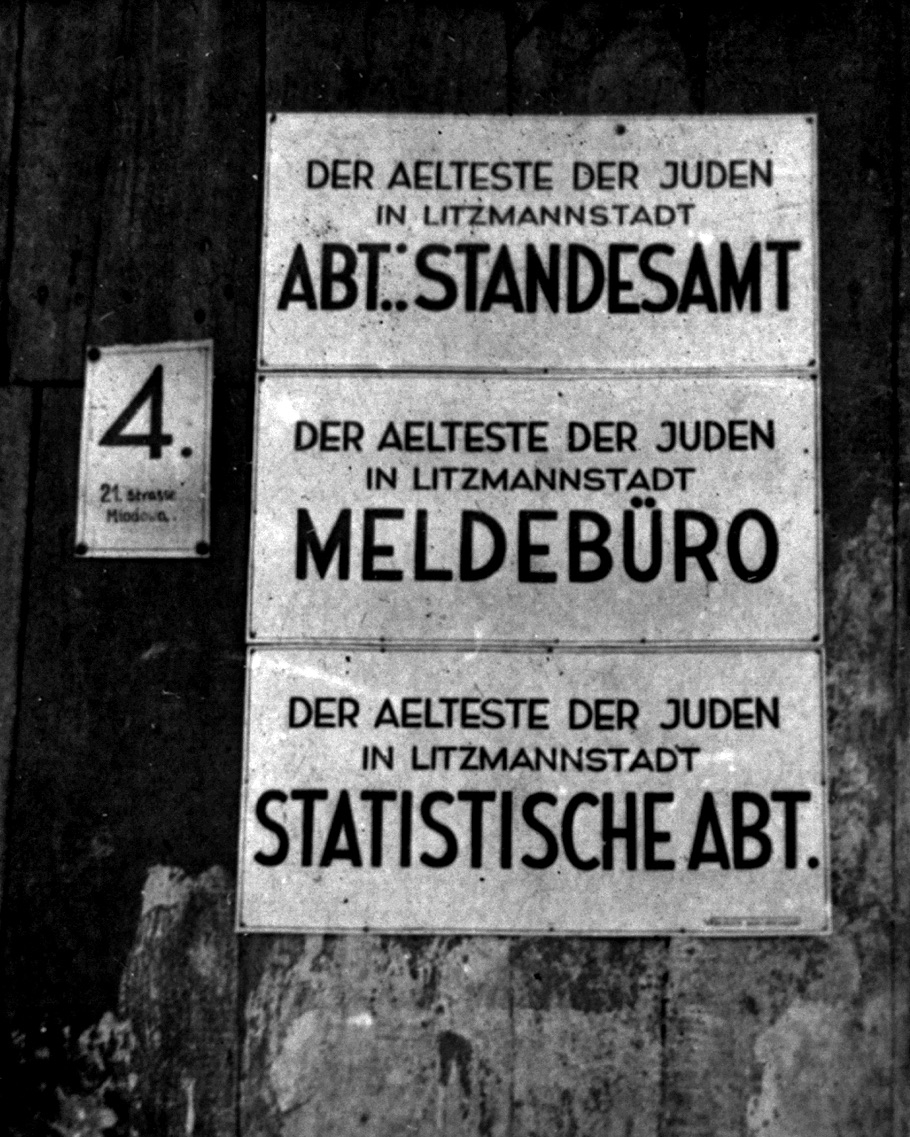 DER AELTESTE DER JUDEN
IN LITZMANNSTADT
ABT.: STANDESAMT
4.
21. Strasse
Miodowa.
DER AELTESTE DER JUDEN
IN LITZMANNSTADT
MELDEBÜRO
DER AELTESTE DER JUDEN
IN LITZMANNSTADT
STATISTISCHE ABT.